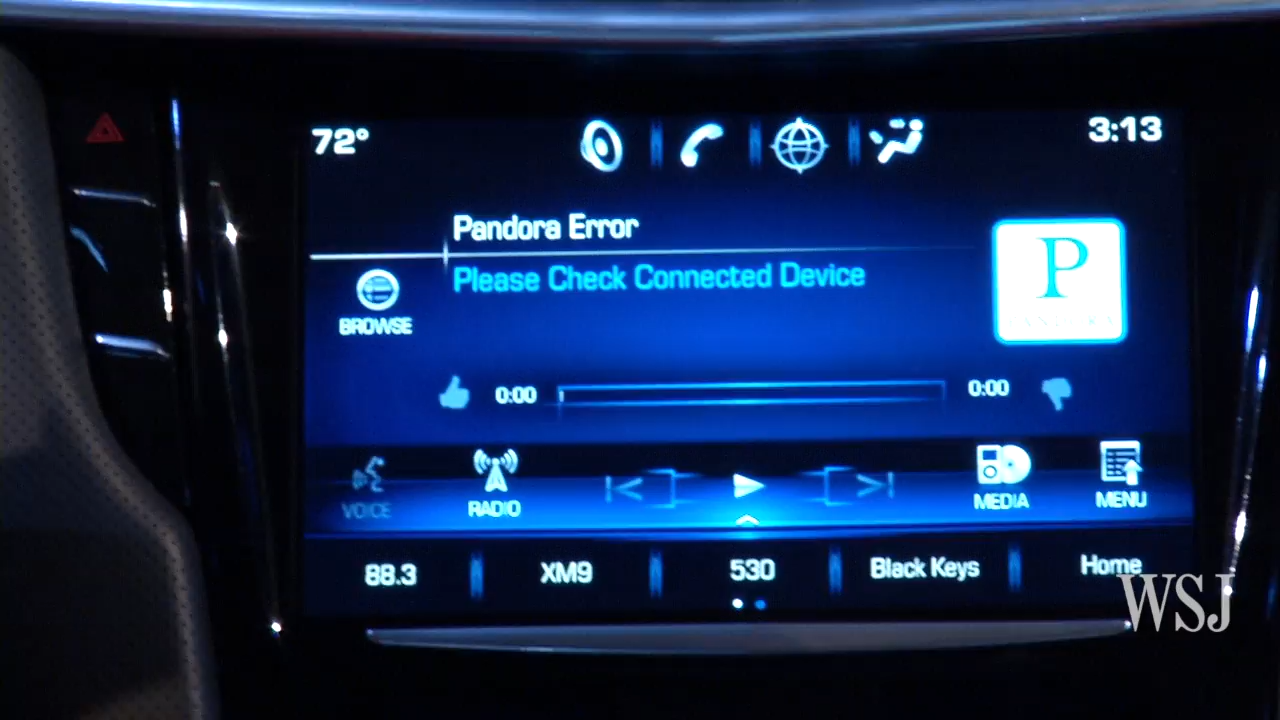 72°
3:13
Pandora Error
Please Check Connected Device
P
PANDORA
BROWSE
0:00
0:00
VOICE
RADIO
MEDIA
MENU
88.3
XM9
530
Black Keys
Home
WSJ